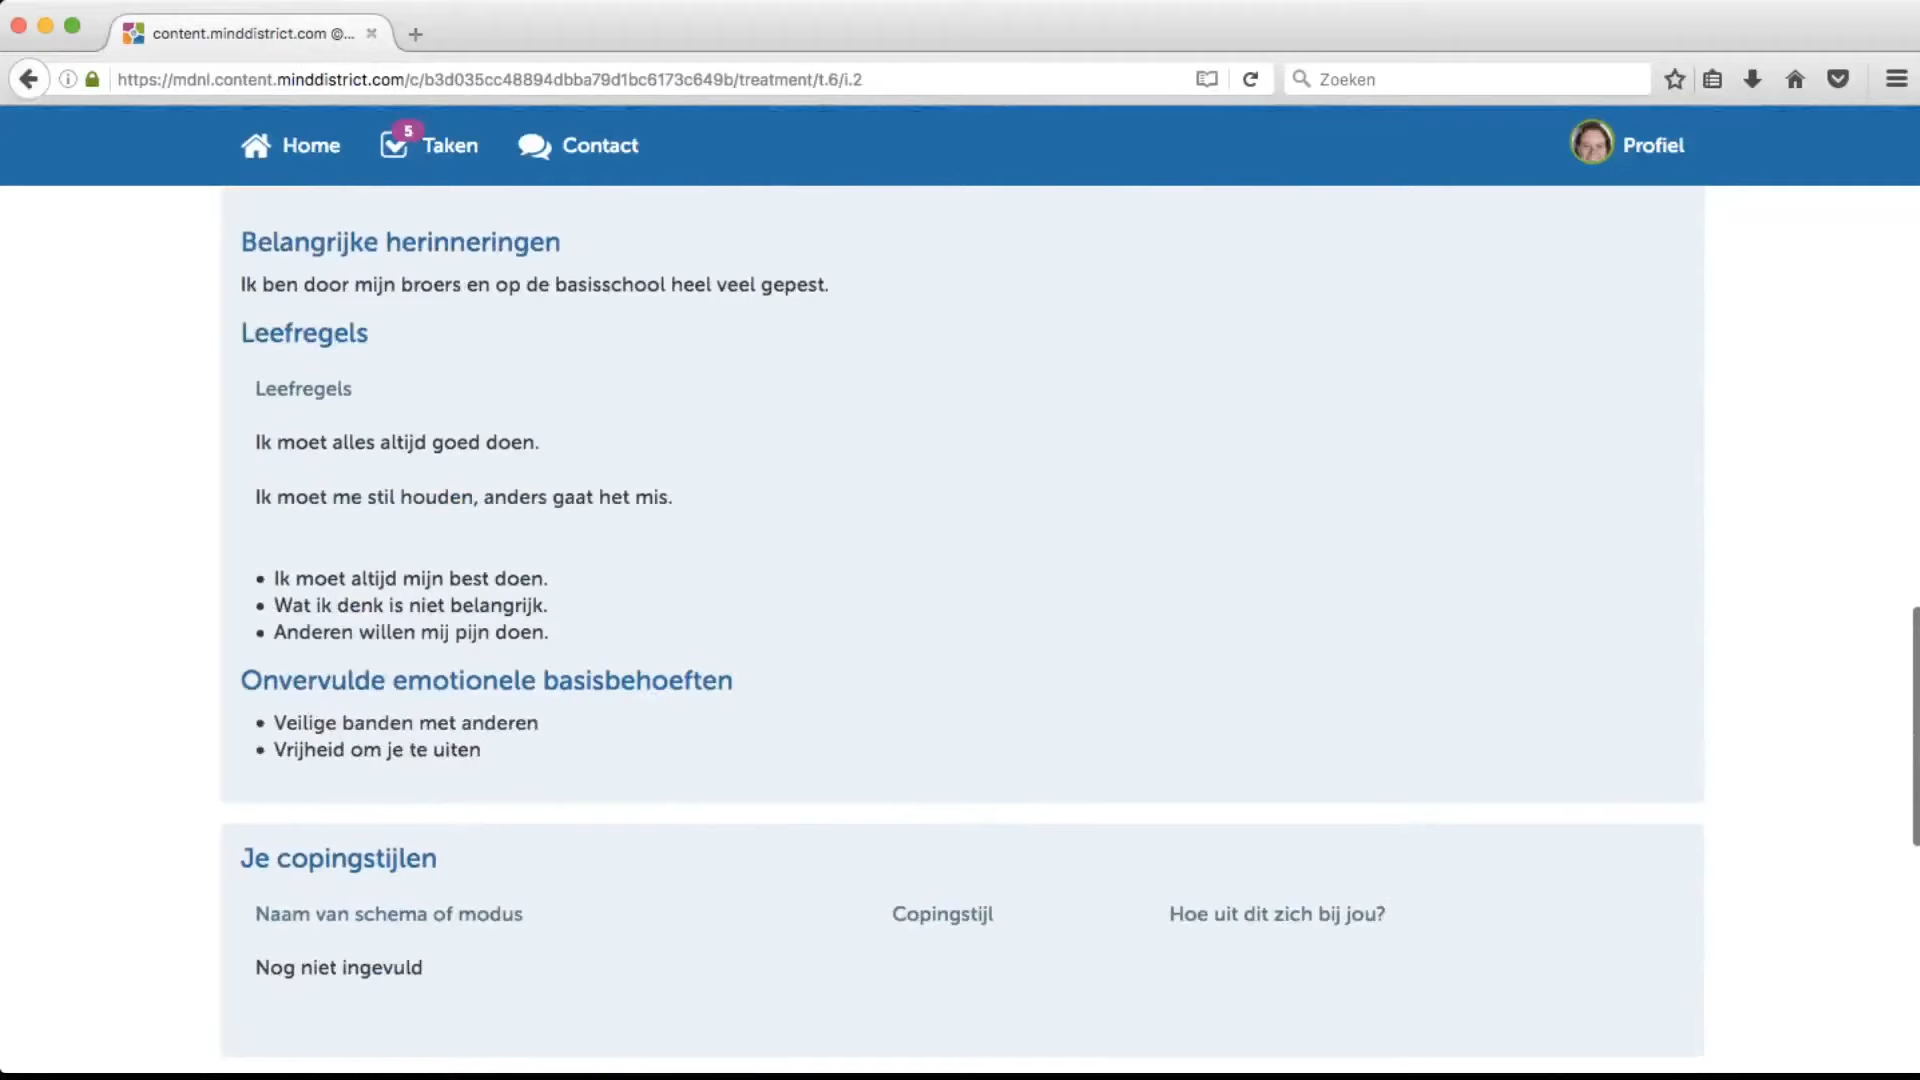 content.minddistrict.com @...
https://mdnl.content.minddistrict.com/c/b3d035cc48894dbba79d1bc6173c649b/treatment/t.6/i.2
Zoeken
Home
5
Taken
Contact
Profiel
Belangrijke herinneringen
Ik ben door mijn broers en op de basisschool heel veel gepest.
Leefregels
Leefregels
Ik moet alles altijd goed doen.
Ik moet me stil houden, anders gaat het mis.
• Ik moet altijd mijn best doen.
• Wat ik denk is niet belangrijk.
• Anderen willen mij pijn doen.
Onvervulde emotionele basisbehoeften
• Veilige banden met anderen
• Vrijheid om je te uiten
Je copingstijlen
Naam van schema of modus Copingstijl Hoe uit dit zich bij jou?
Nog niet ingevuld